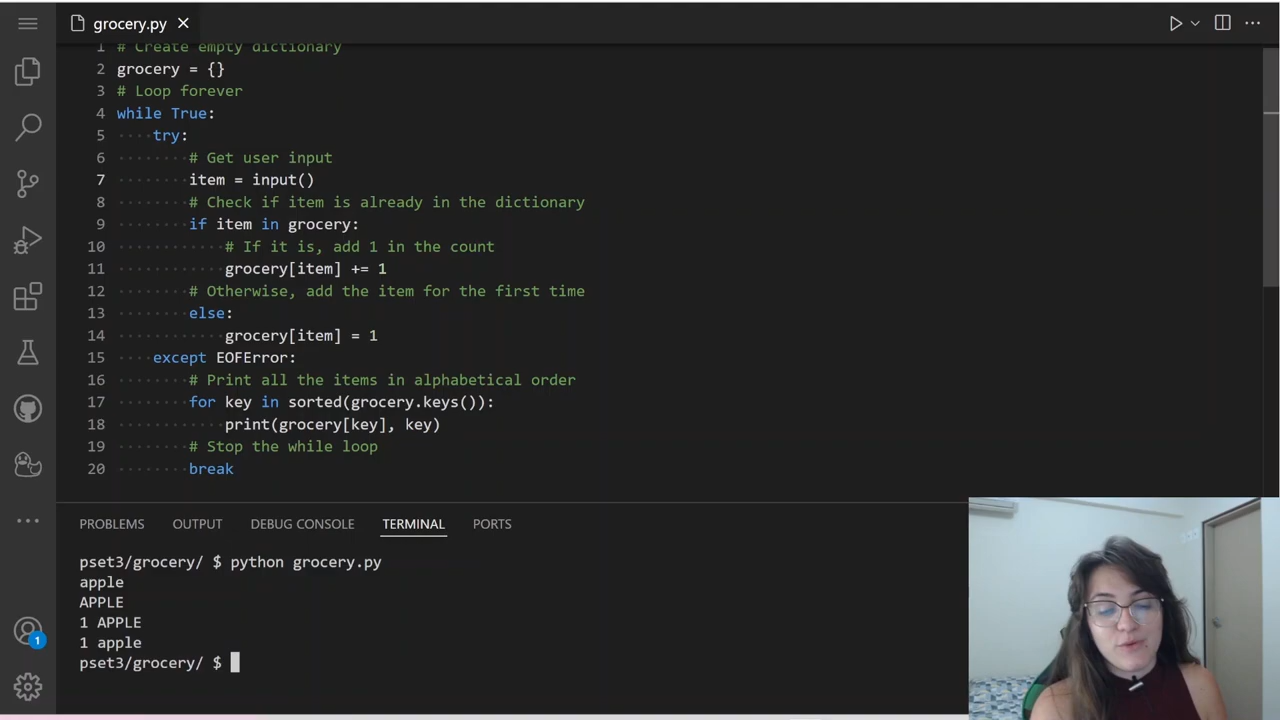 grocery.py
1 # Create empty dictionary
2 grocery = {}
3 # Loop forever
4 while True:
5 try:
6 # Get user input
7 item = input()
8 # Check if item is already in the dictionary
9 if item in grocery:
10 # If it is, add 1 in the count
11 grocery[item] += 1
12 # Otherwise, add the item for the first time
13 else:
14 grocery[item] = 1
15 except EOFError:
16 # Print all the items in alphabetical order
17 for key in sorted(grocery.keys()):
18 print(grocery[key], key)
19 # Stop the while loop
20 break
PROBLEMS OUTPUT DEBUG CONSOLE TERMINAL PORTS
pset3/grocery/ $ python grocery.py
apple
APPLE
1 APPLE
1 apple
pset3/grocery/ $
1